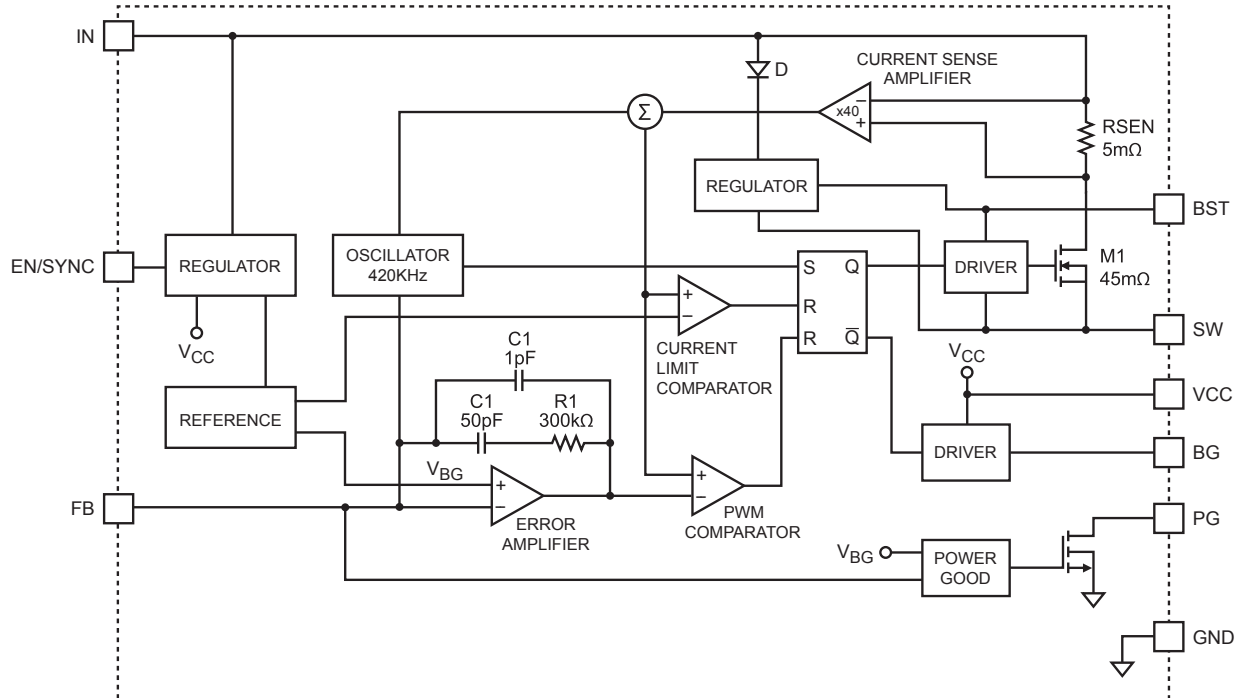 IN
D
CURRENT SENSE
AMPLIFIER
Σ
x40
−
+
RSEN
5mΩ
REGULATOR
BST
EN/SYNC
REGULATOR
OSCILLATOR
420KHz
S
Q
DRIVER
M1
45mΩ
+
−
R
VCC
CURRENT
LIMIT
COMPARATOR
R
Q̅
SW
C1
1pF
VCC
VCC
REFERENCE
C1
50pF
R1
300kΩ
DRIVER
BG
VBG
+
−
ERROR
AMPLIFIER
+
−
PWM
COMPARATOR
FB
PG
VBG
POWER
GOOD
GND